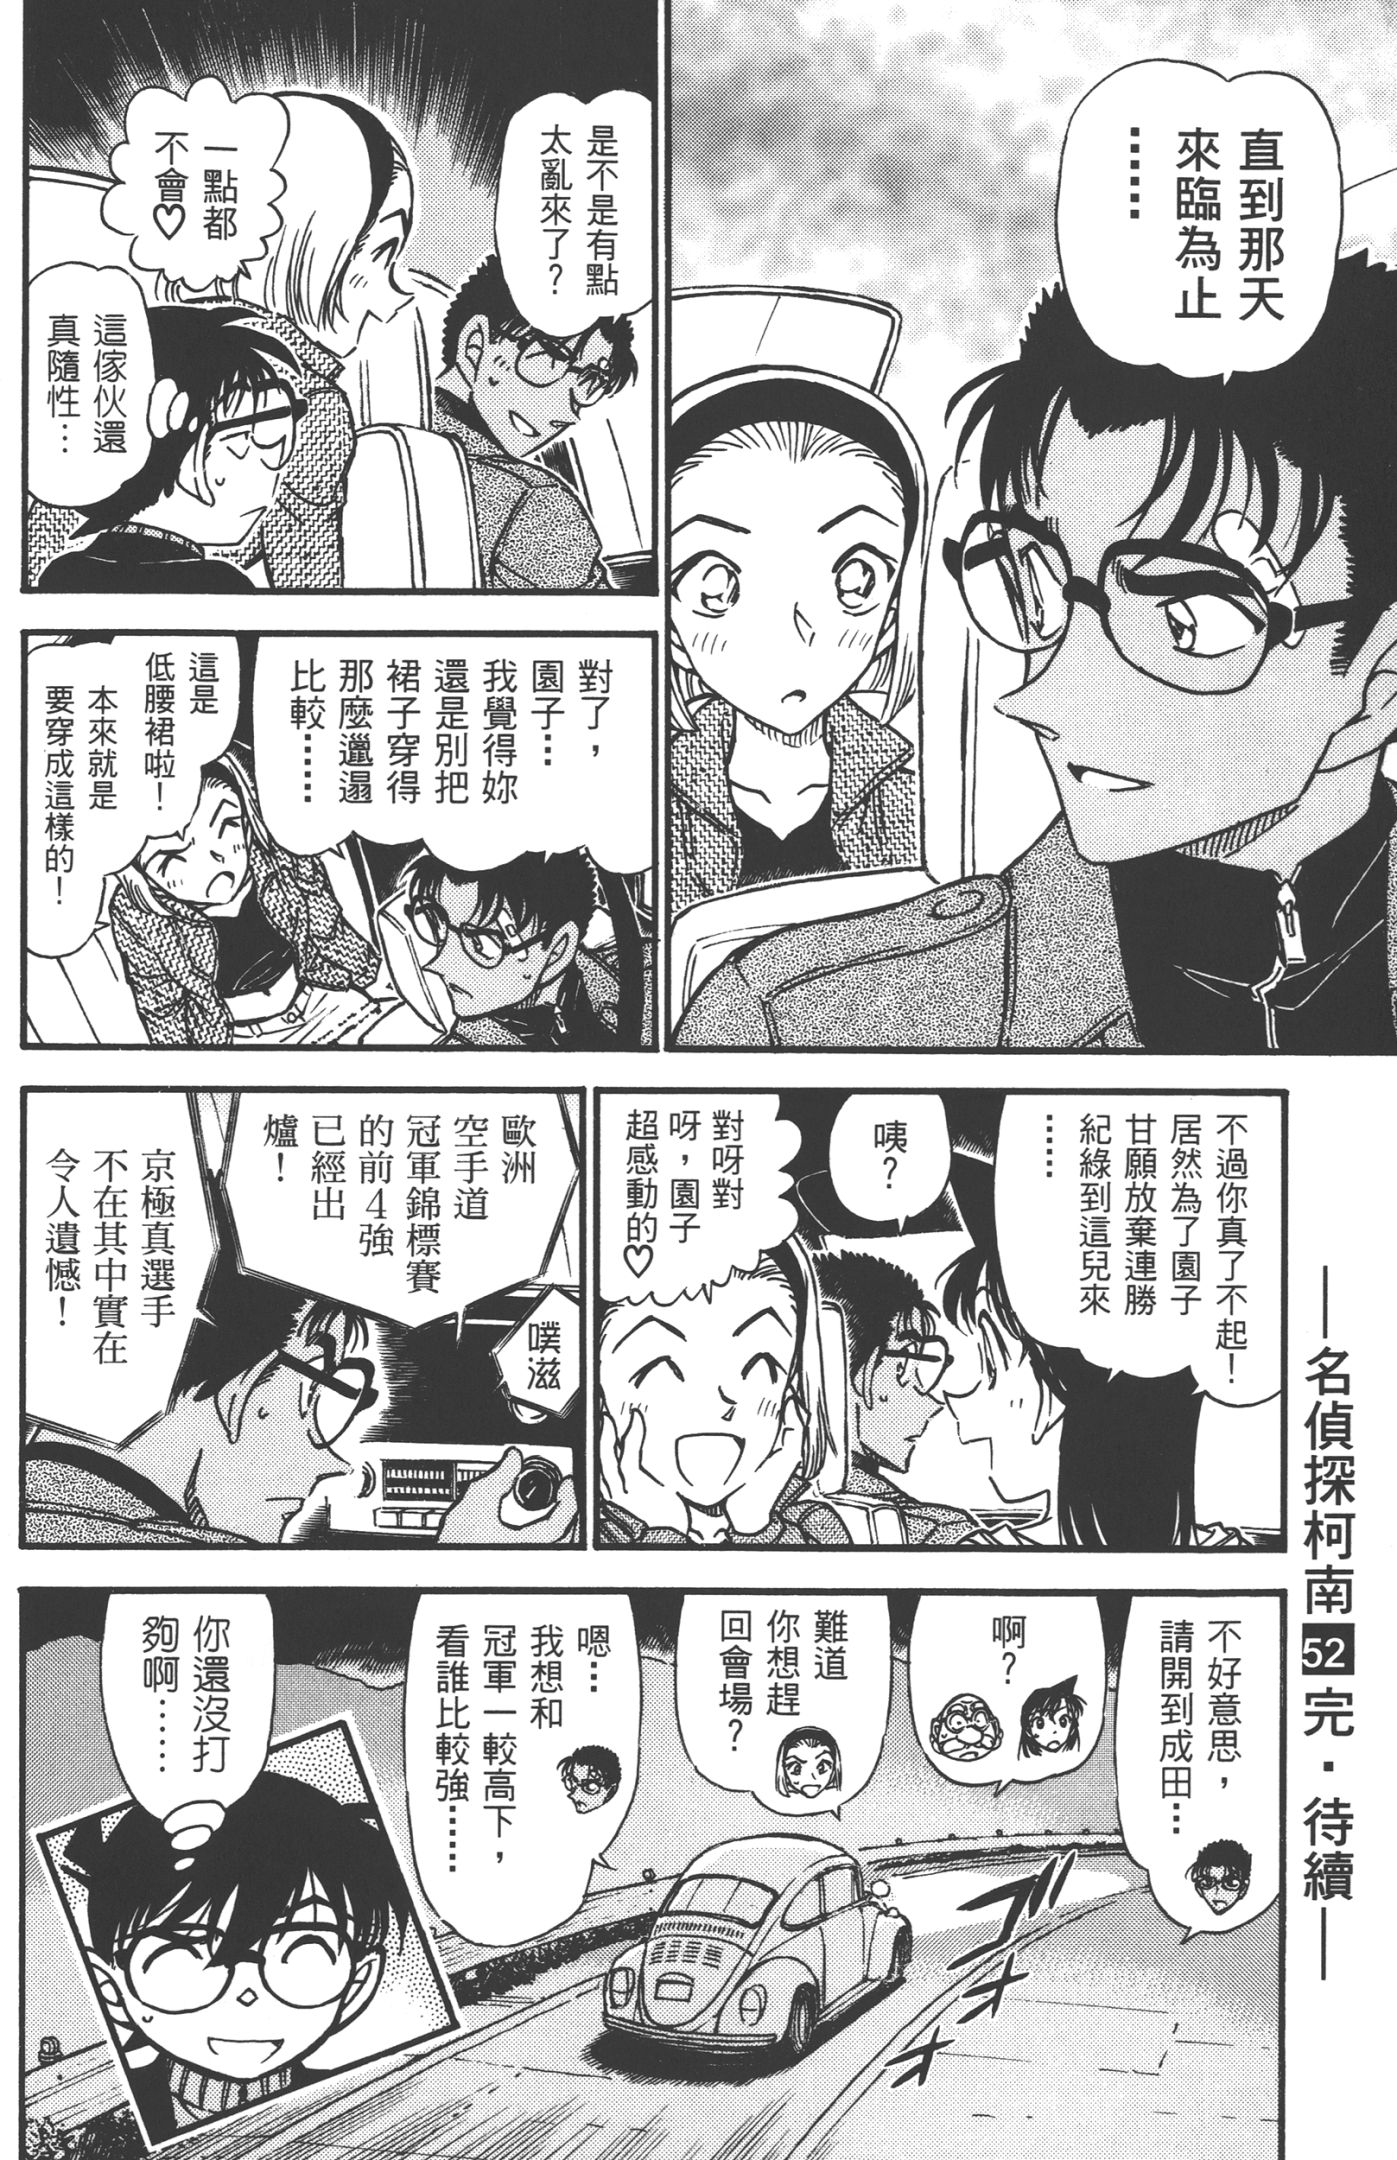 直到那天
來臨為止
……
是不是有點
太亂來了?
一點都
不會♡
這傢伙還
真隨性…
對了，
園子…
我覺得妳
還是別把
裙子穿得
那麼邋遢
比較……
這是
低腰裙啦！
本來就是
要穿成這樣的！
不過你真了不起！
居然為了園子
甘願放棄連勝
紀綠到這兒來
……
咦?
對呀對
呀，園子
超感動的♡
噗滋
歐洲
空手道
冠軍錦標賽
的前4強
已經出
爐！
京極真選手
不在其中實在
令人遺憾！
不好意思，
請開到成田…
啊?
難道
你想趕
回會場?
嗯…
我想和
冠軍一較高下，
看誰比較強……
你還沒打
夠啊……
—名偵探柯南52完・待續—